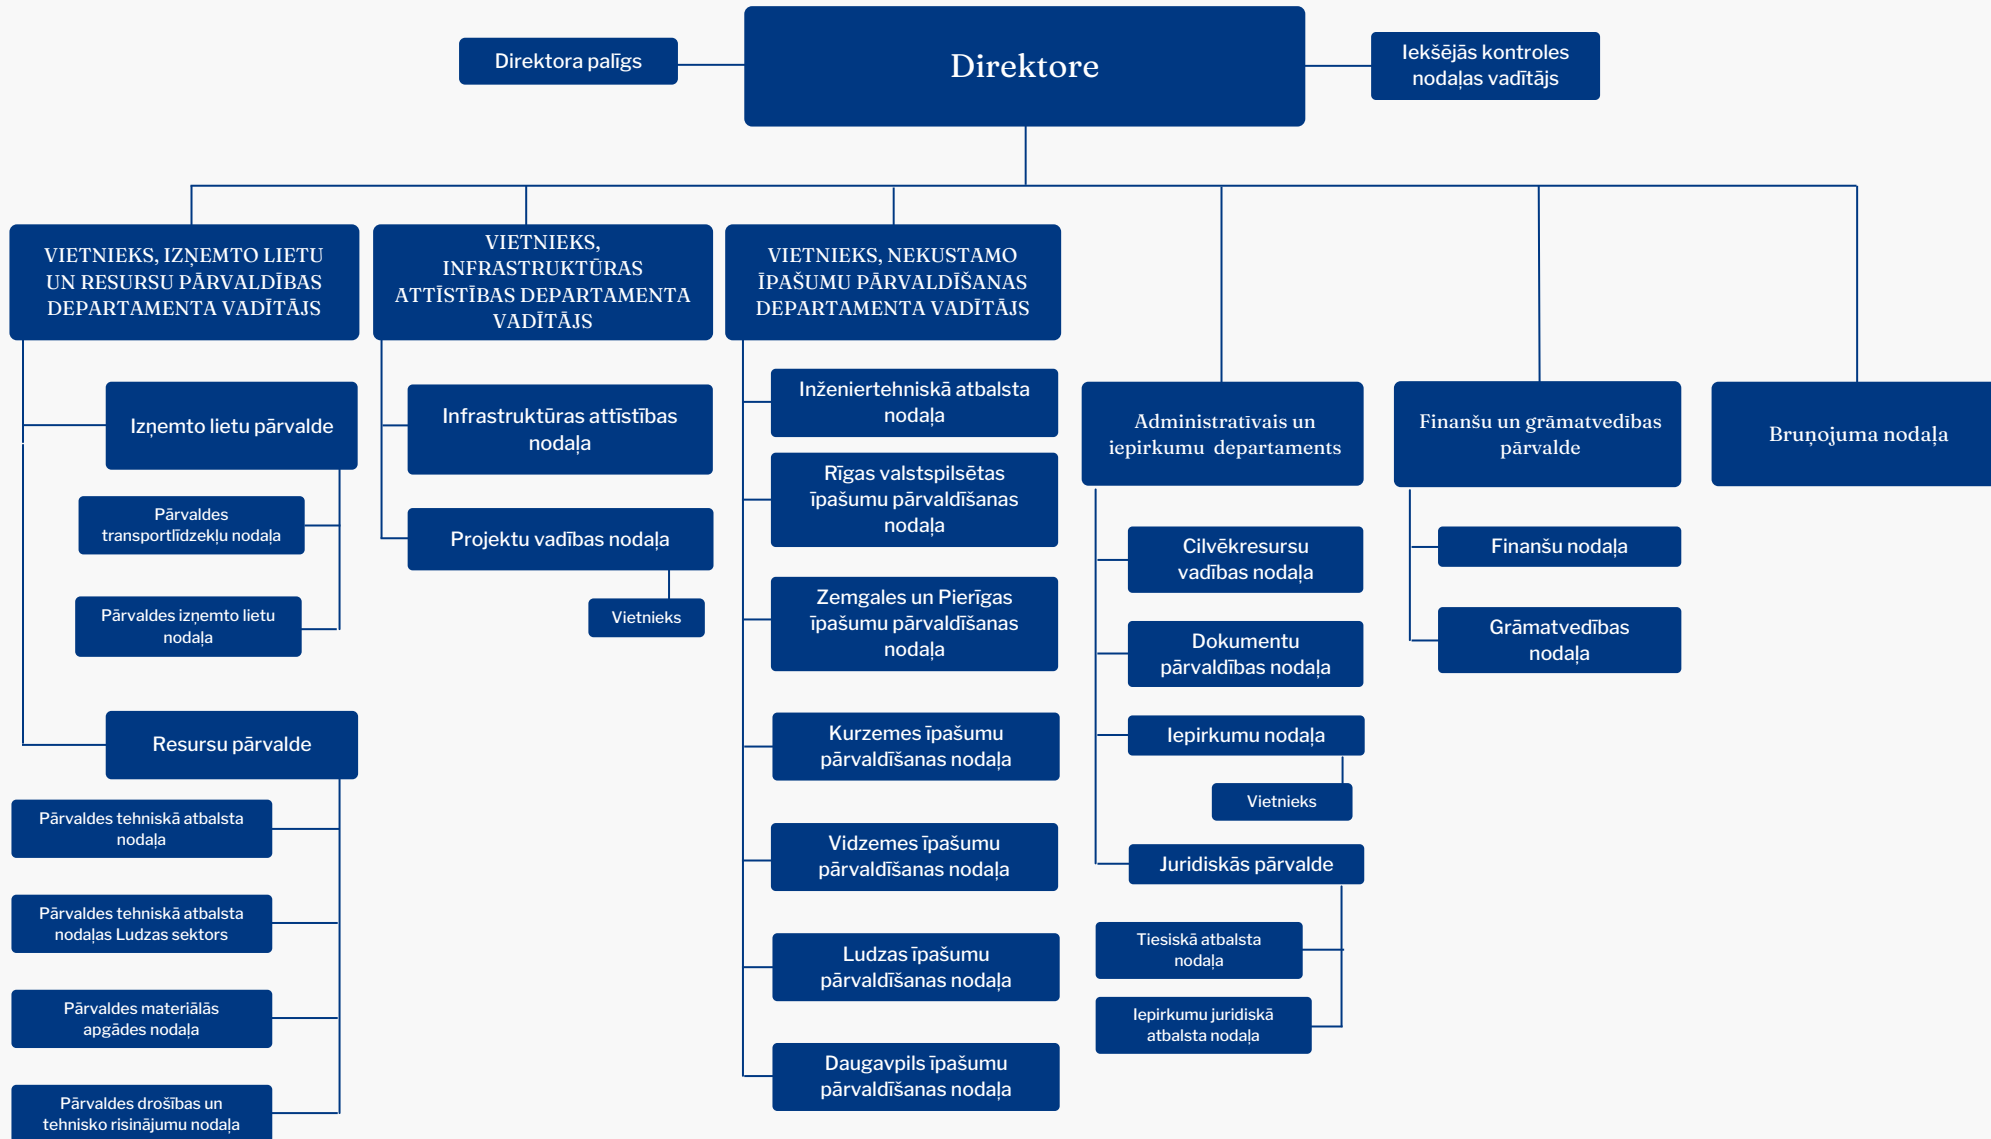 Direktora palīgs
Direktore
Iekšējās kontroles
nodaļas vadītājs
VIETNIEKS, IZŅEMTO LIETU
UN RESURSU PĀRVALDĪBAS
DEPARTAMENTA VADĪTĀJS
Izņemto lietu pārvalde
Pārvaldes
transportlīdzekļu nodaļa
Pārvaldes izņemto lietu
nodaļa
Resursu pārvalde
Pārvaldes tehniskā atbalsta
nodaļa
Pārvaldes tehniskā atbalsta
nodaļas Ludzas sektors
Pārvaldes materiālās
apgādes nodaļa
Pārvaldes drošības un
tehnisko risinājumu nodaļa
VIETNIEKS,
INFRASTRUKTŪRAS
ATTĪSTĪBAS DEPARTAMENTA
VADĪTĀJS
Infrastruktūras attīstības
nodaļa
Projektu vadības nodaļa
Vietnieks
VIETNIEKS, NEKUSTAMO
ĪPAŠUMU PĀRVALDĪŠANAS
DEPARTAMENTA VADĪTĀJS
Inženiertehniskā atbalsta
nodaļa
Rīgas valstspilsētas
īpašumu pārvaldīšanas
nodaļa
Zemgales un Pierīgas
īpašumu pārvaldīšanas
nodaļa
Kurzemes īpašumu
pārvaldīšanas nodaļa
Vidzemes īpašumu
pārvaldīšanas nodaļa
Ludzas īpašumu
pārvaldīšanas nodaļa
Daugavpils īpašumu
pārvaldīšanas nodaļa
Administratīvais un
iepirkumu departaments
Cilvēkresursu
vadības nodaļa
Dokumentu
pārvaldības nodaļa
Iepirkumu nodaļa
Vietnieks
Juridiskās pārvalde
Tiesiskā atbalsta
nodaļa
Iepirkumu juridiskā
atbalsta nodaļa
Finanšu un grāmatvedības
pārvalde
Finanšu nodaļa
Grāmatvedības
nodaļa
Bruņojuma nodaļa